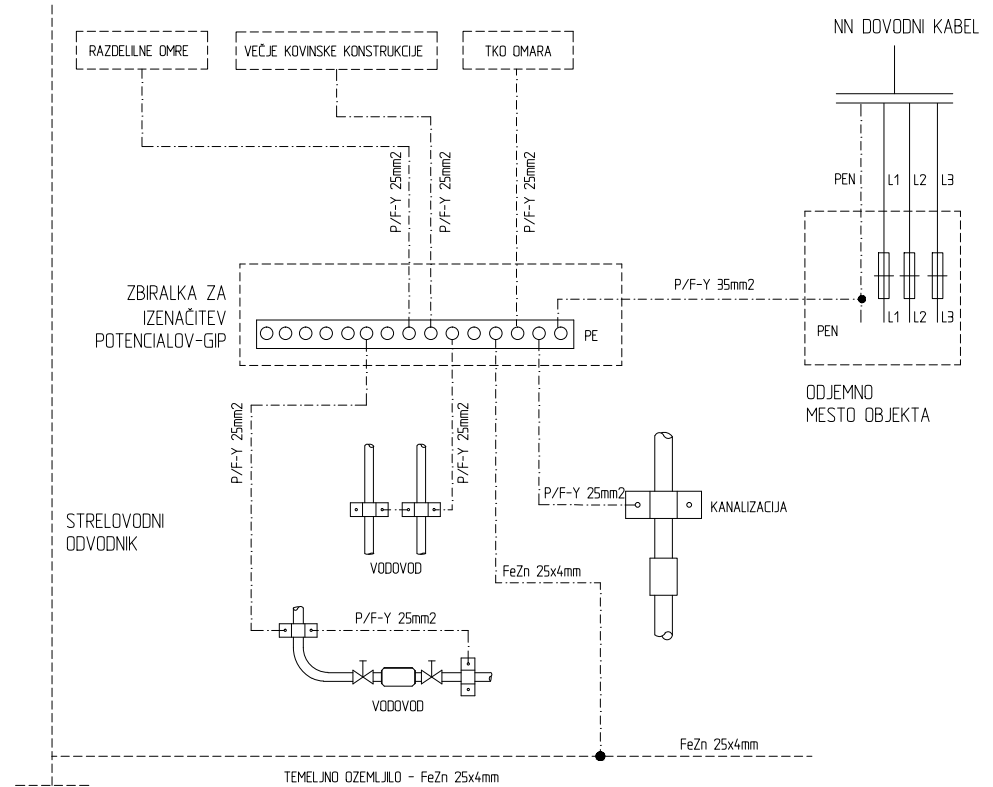 NN DOVODNI KABEL
RAZDELILNE OMRE
VEČJE KOVINSKE KONSTRUKCIJE
TKO OMARA
P/F-Y 25mm2
P/F-Y 25mm2
P/F-Y 25mm2
PEN
L1
L2
L3
P/F-Y 35mm2
ZBIRALKA ZA
IZENAČITEV
POTENCIALOV-GIP
PE
PEN
L1
L2
L3
ODJEMNO
MESTO OBJEKTA
P/F-Y 25mm2
P/F-Y 25mm2
P/F-Y 25mm2
KANALIZACIJA
STRELOVODNI
ODVODNIK
VODOVOD
FeZn 25x4mm
P/F-Y 25mm2
VODOVOD
FeZn 25x4mm
TEMELJNO OZEMLJILO - FeZn 25x4mm